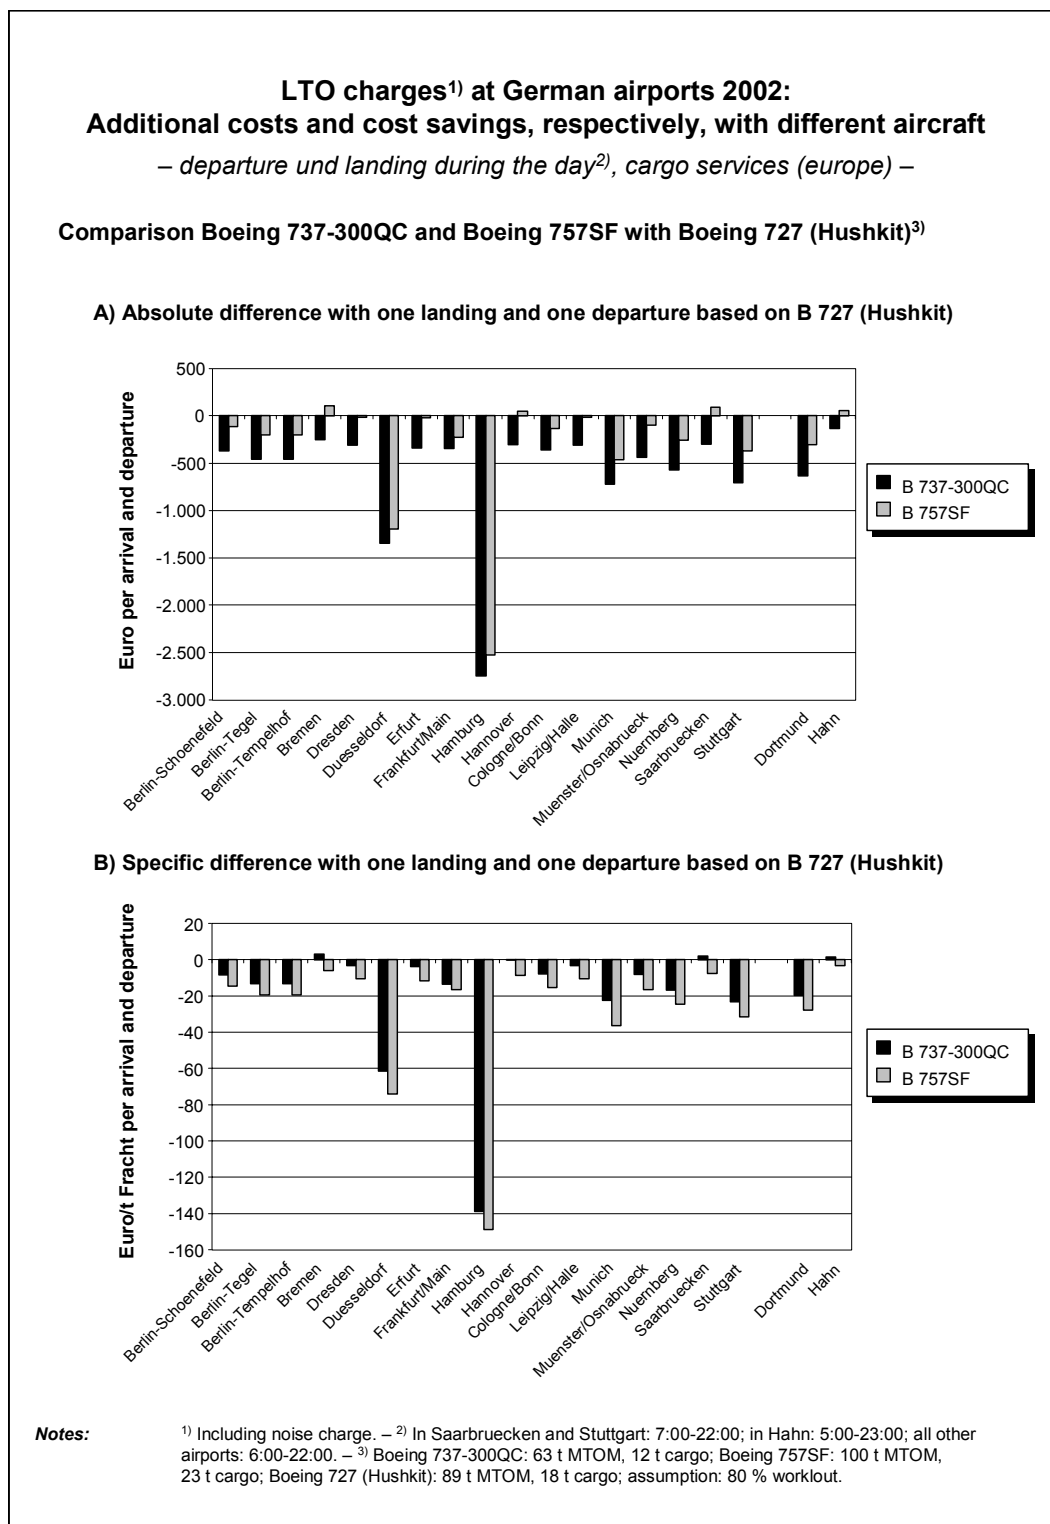 LTO charges1) at German airports 2002:
Additional costs and cost savings, respectively, with different aircraft
– departure und landing during the day2), cargo services (europe) –
Comparison Boeing 737-300QC and Boeing 757SF with Boeing 727 (Hushkit)3)
A) Absolute difference with one landing and one departure based on B 727 (Hushkit)
Euro per arrival and departure
500
0
-500
-1.000
-1.500
-2.000
-2.500
-3.000
Berlin-Schoenefeld
Berlin-Tegel
Berlin-Tempelhof
Bremen
Dresden
Duesseldorf
Erfurt
Frankfurt/Main
Hamburg
Hannover
Cologne/Bonn
Leipzig/Halle
Munich
Muenster/Osnabrueck
Nuernberg
Saarbruecken
Stuttgart
Dortmund
Hahn
B 737-300QC
B 757SF
B) Specific difference with one landing and one departure based on B 727 (Hushkit)
Euro/t Fracht per arrival and departure
20
0
-20
-40
-60
-80
-100
-120
-140
-160
Berlin-Schoenefeld
Berlin-Tegel
Berlin-Tempelhof
Bremen
Dresden
Duesseldorf
Erfurt
Frankfurt/Main
Hamburg
Hannover
Cologne/Bonn
Leipzig/Halle
Munich
Muenster/Osnabrueck
Nuernberg
Saarbruecken
Stuttgart
Dortmund
Hahn
B 737-300QC
B 757SF
Notes: 1) Including noise charge. – 2) In Saarbruecken and Stuttgart: 7:00-22:00; in Hahn: 5:00-23:00; all other
airports: 6:00-22:00. – 3) Boeing 737-300QC: 63 t MTOM, 12 t cargo; Boeing 757SF: 100 t MTOM,
23 t cargo; Boeing 727 (Hushkit): 89 t MTOM, 18 t cargo; assumption: 80 % worklout.